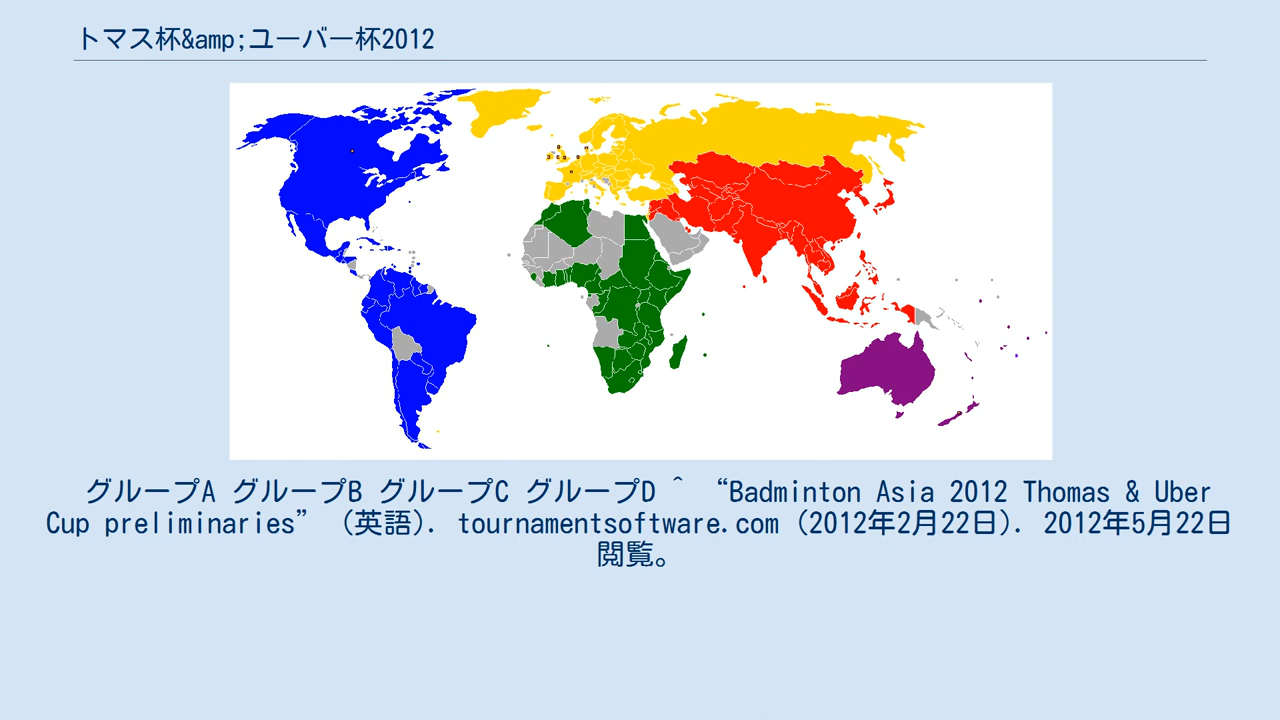 トマス杯&amp;ユーバー杯2012
グループA グループB グループC グループD ^ “Badminton Asia 2012 Thomas & Uber
Cup preliminaries” (英語). tournamentsoftware.com (2012年2月22日). 2012年5月22日
閲覧。